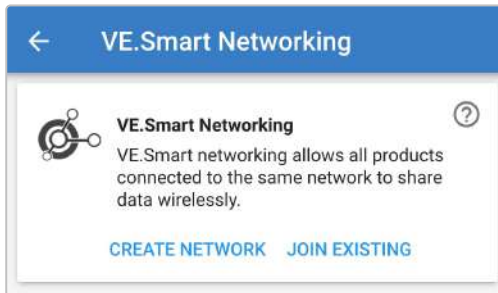 VE.Smart Networking
VE.Smart Networking
VE.Smart networking allows all products
connected to the same network to share
data wirelessly.
CREATE NETWORK JOIN EXISTING